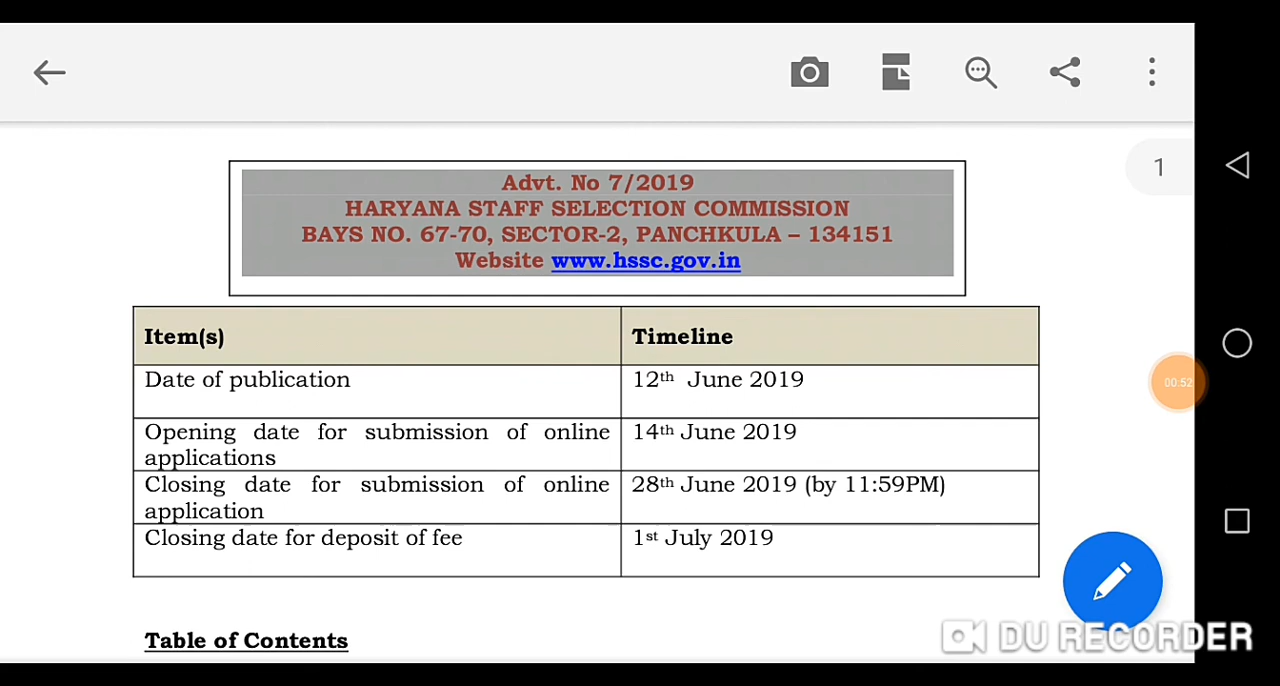 Advt. No 7/2019
HARYANA STAFF SELECTION COMMISSION
BAYS NO. 67-70, SECTOR-2, PANCHKULA – 134151
Website www.hssc.gov.in
1
Item(s) Timeline
Date of publication 12th June 2019
Opening date for submission of online 14th June 2019
applications
Closing date for submission of online 28th June 2019 (by 11:59PM)
application
Closing date for deposit of fee 1st July 2019
00:52
Table of Contents
DU RECORDER